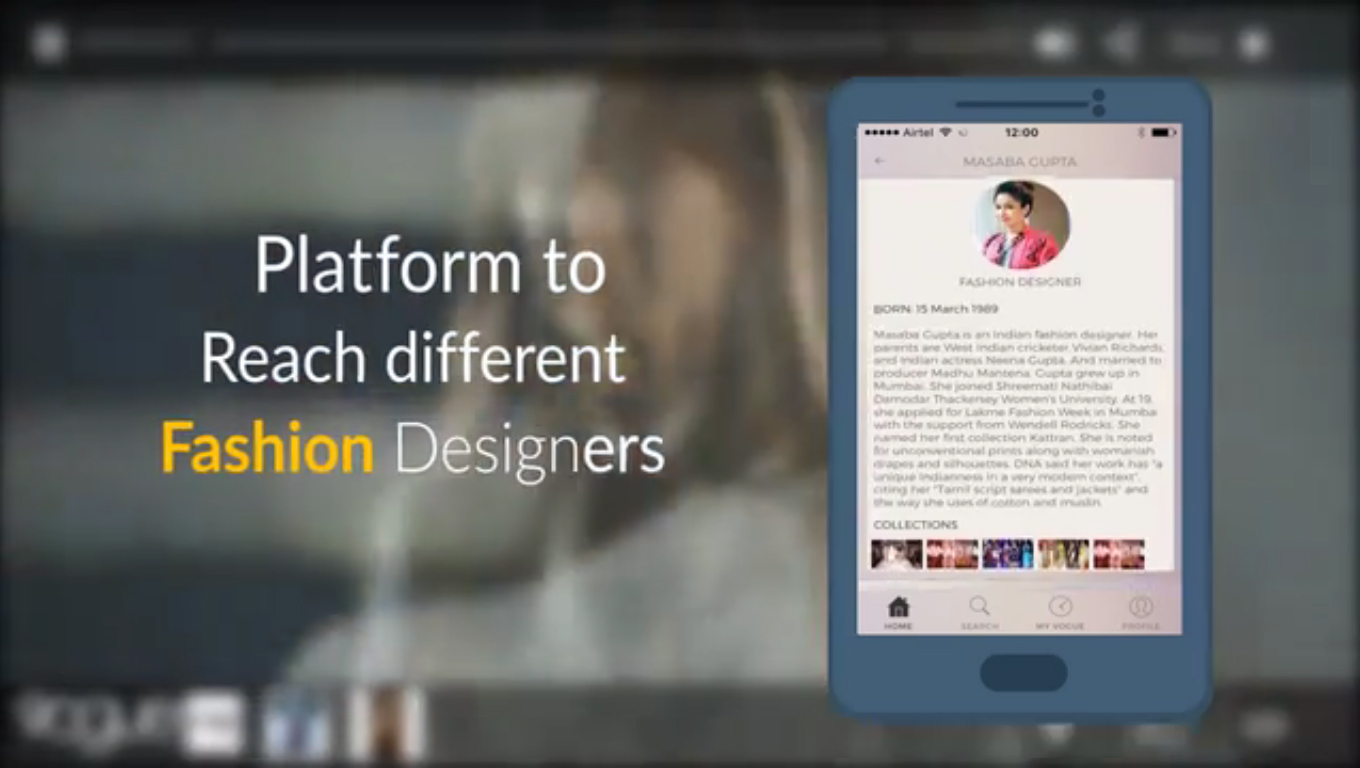 Platform to
Reach different
Fashion Designers
Airtel 12:00
MASABA GUPTA
FASHION DESIGNER
BORN: 15 March 1989
Masaba Gupta is an Indian fashion designer. Her
parents are West Indian cricketer Vivian Richards,
and Indian actress Neena Gupta. And married to
producer Madhu Mantena. Gupta grew up in
Mumbai. She joined Shreemati Nathibai
Damodar Thackersey Women's University. At 19,
she applied for Lakme Fashion Week in Mumbai
with the support from Wendell Rodricks. She
named her first collection Kattran. She is noted
for unconventional prints along with womanish
drapes and silhouettes. DNA said her work has "a
unique Indianness in a very modern context",
citing her "Tamil script sarees and jackets" and
the way she uses of cotton and muslin.
COLLECTIONS
HOME SEARCH MY VOGUE PROFILE